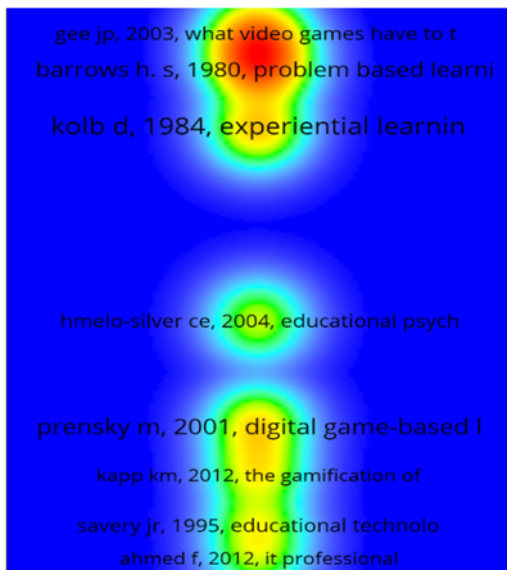 gee jp, 2003, what video games have to t
barrows h. s, 1980, problem based learni
kolb d, 1984, experiential learnin
hmelo-silver ce, 2004, educational psych
prensky m, 2001, digital game-based l
kapp km, 2012, the gamification of
savery jr, 1995, educational technolo
ahmed f, 2012, it professional